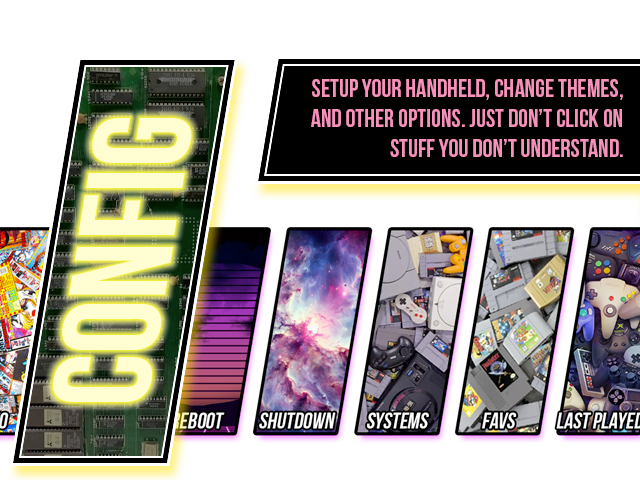 SETUP YOUR HANDHELD, CHANGE THEMES,
AND OTHER OPTIONS. JUST DON'T CLICK ON
STUFF YOU DON'T UNDERSTAND.
CONFIG
REBOOT
SHUTDOWN
SYSTEMS
FAVS
LAST PLAYED